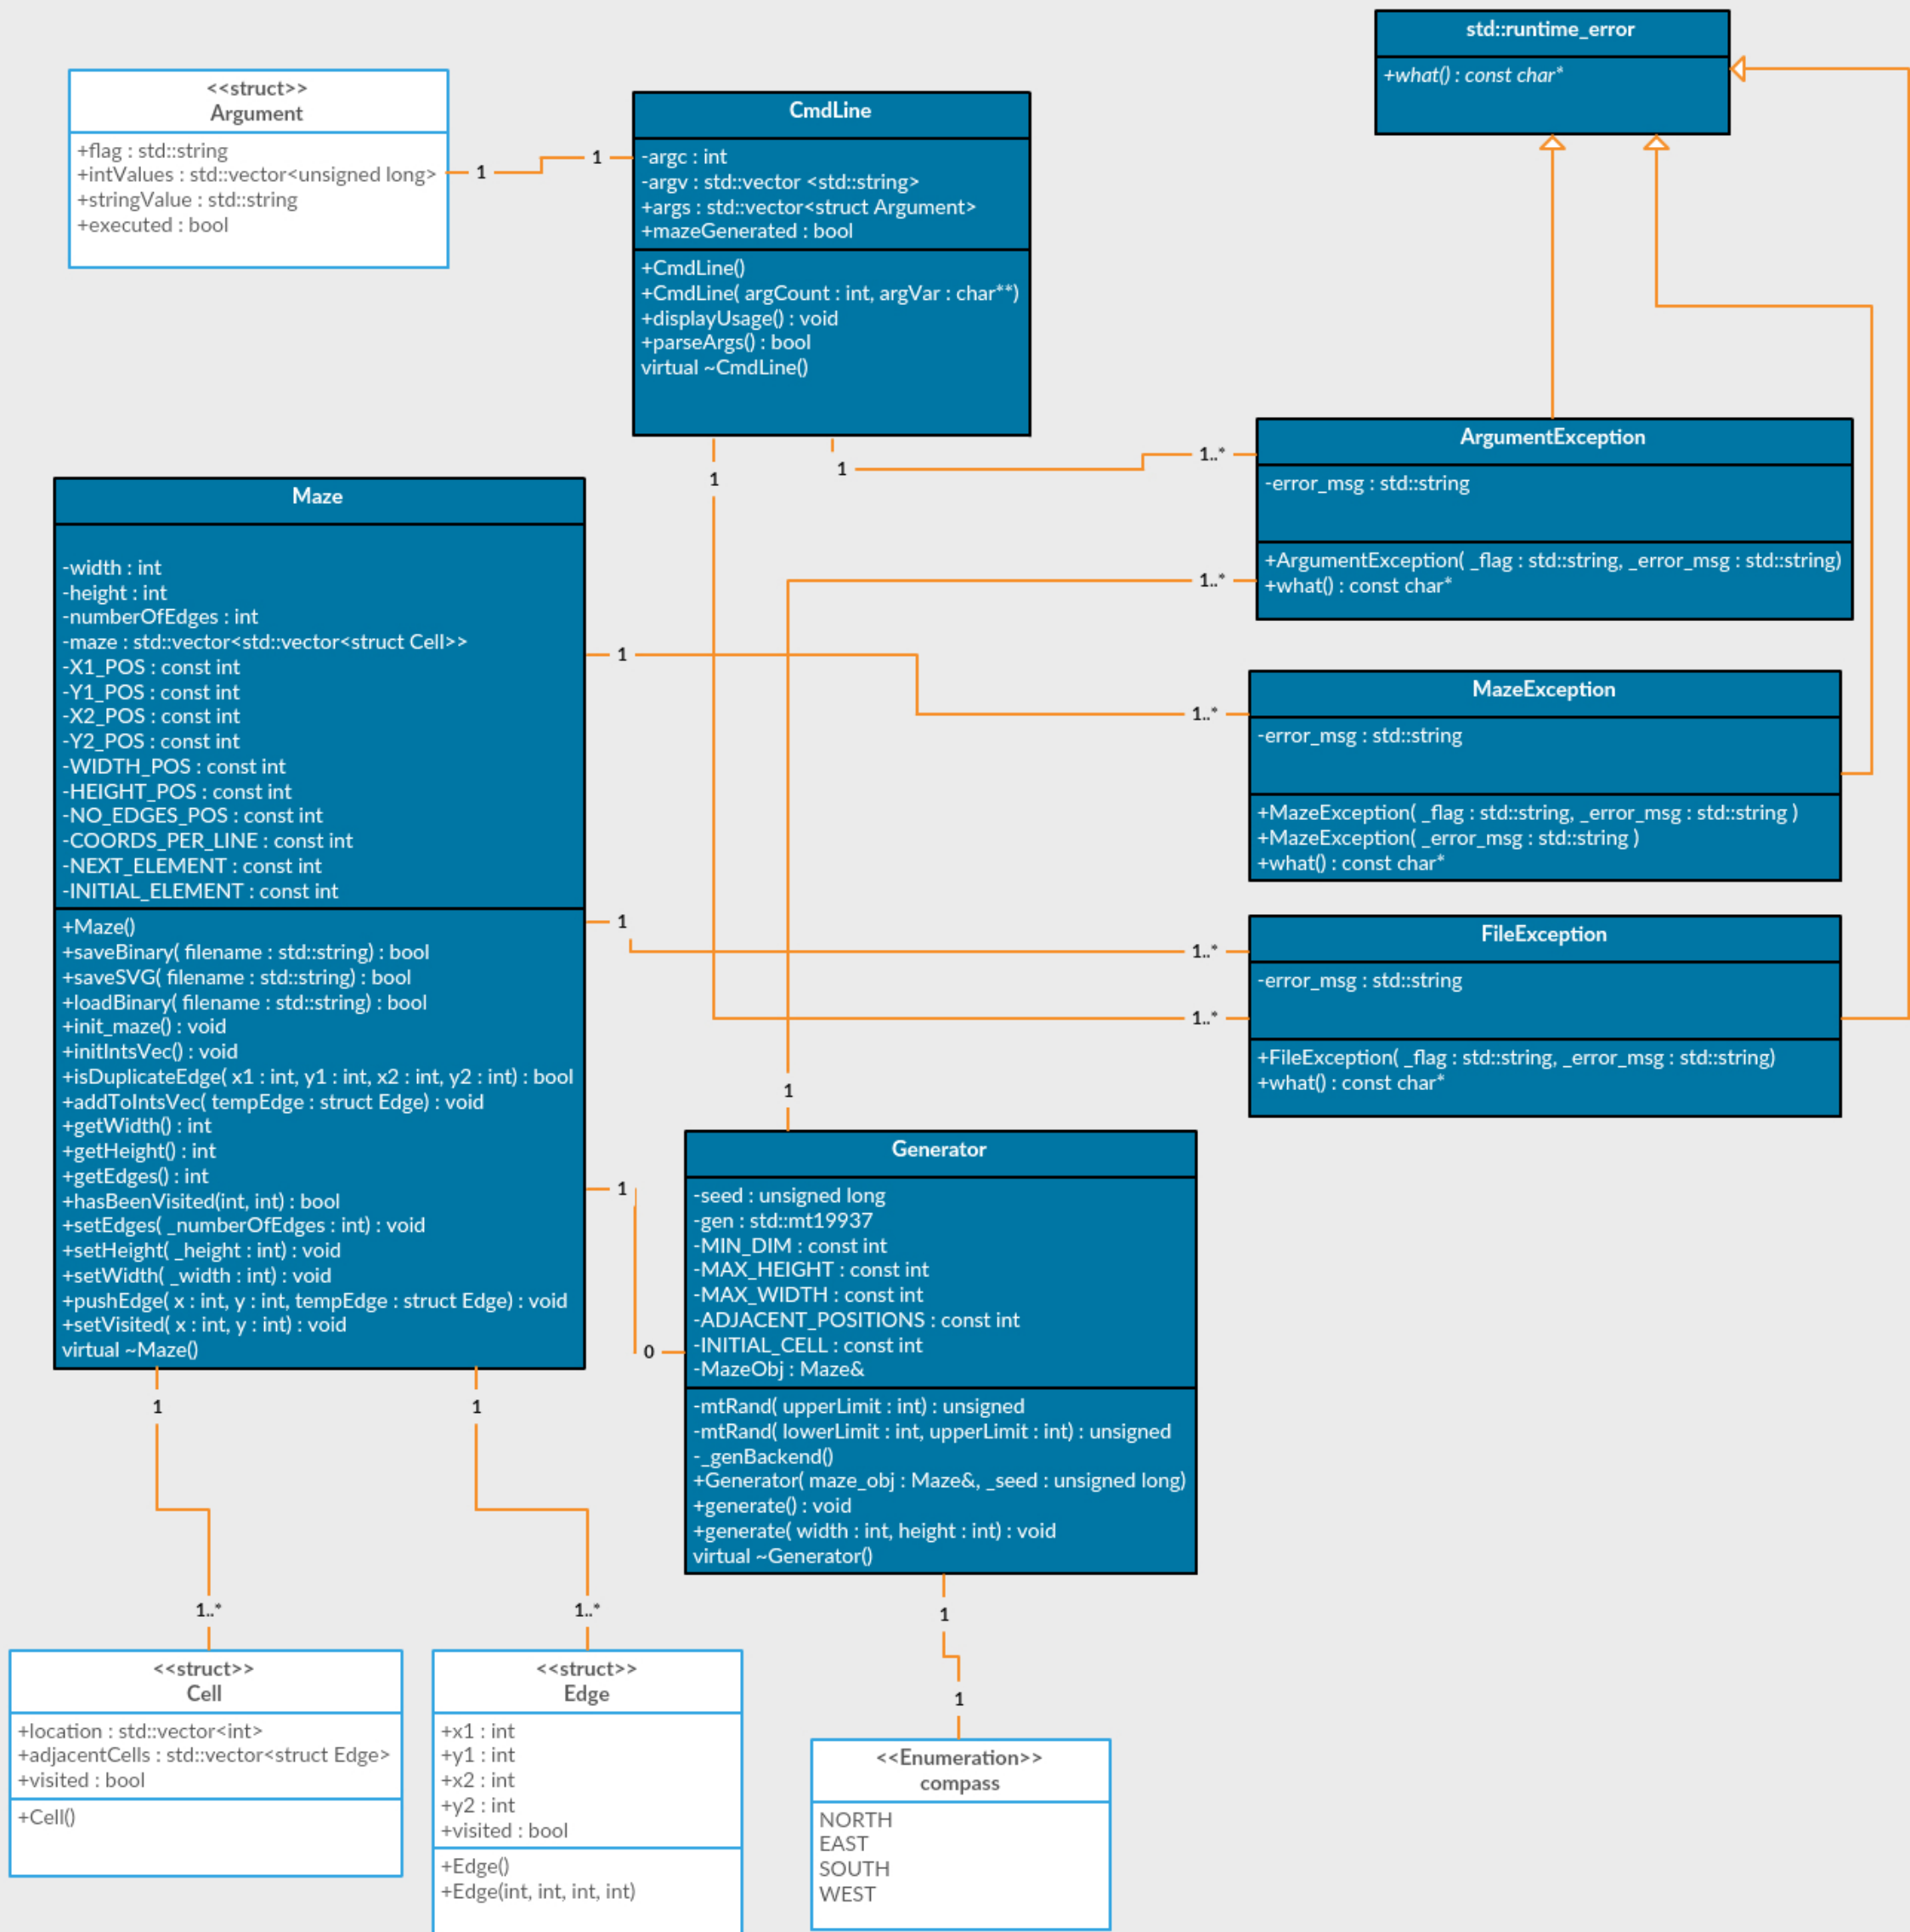 std::runtime_error
+what() : const char*
<<struct>>
Argument
+flag : std::string
+intValues : std::vector<unsigned long>
+stringValue : std::string
+executed : bool
1
1
CmdLine
-argc : int
-argv : std::vector <std::string>
+args : std::vector<struct Argument>
+mazeGenerated : bool
+CmdLine()
+CmdLine( argCount : int, argVar : char**)
+displayUsage() : void
+parseArgs() : bool
virtual ~CmdLine()
1
1
1..*
ArgumentException
-error_msg : std::string
+ArgumentException( _flag : std::string, _error_msg : std::string)
+what() : const char*
1..*
Maze
-width : int
-height : int
-numberOfEdges : int
-maze : std::vector<std::vector<struct Cell>>
-X1_POS : const int
-Y1_POS : const int
-X2_POS : const int
-Y2_POS : const int
-WIDTH_POS : const int
-HEIGHT_POS : const int
-NO_EDGES_POS : const int
-COORDS_PER_LINE : const int
-NEXT_ELEMENT : const int
-INITIAL_ELEMENT : const int
+Maze()
+saveBinary( filename : std::string) : bool
+saveSVG( filename : std::string) : bool
+loadBinary( filename : std::string) : bool
+init_maze() : void
+initIntsVec() : void
+isDuplicateEdge( x1 : int, y1 : int, x2 : int, y2 : int) : bool
+addToIntsVec( tempEdge : struct Edge) : void
+getWidth() : int
+getHeight() : int
+getEdges() : int
+hasBeenVisited(int, int) : bool
+setEdges( _numberOfEdges : int) : void
+setHeight( _height : int) : void
+setWidth( _width : int) : void
+pushEdge( x : int, y : int, tempEdge : struct Edge) : void
+setVisited( x : int, y : int) : void
virtual ~Maze()
1
1..*
MazeException
-error_msg : std::string
+MazeException( _flag : std::string, _error_msg : std::string )
+MazeException( _error_msg : std::string )
+what() : const char*
1
1..*
1..*
FileException
-error_msg : std::string
+FileException( _flag : std::string, _error_msg : std::string)
+what() : const char*
1
1
0
Generator
-seed : unsigned long
-gen : std::mt19937
-MIN_DIM : const int
-MAX_HEIGHT : const int
-MAX_WIDTH : const int
-ADJACENT_POSITIONS : const int
-INITIAL_CELL : const int
-MazeObj : Maze&
-mtRand( upperLimit : int) : unsigned
-mtRand( lowerLimit : int, upperLimit : int) : unsigned
-_genBackend()
+Generator( maze_obj : Maze&, _seed : unsigned long)
+generate() : void
+generate( width : int, height : int) : void
virtual ~Generator()
1
1
1..*
1..*
1
1
<<struct>>
Cell
+location : std::vector<int>
+adjacentCells : std::vector<struct Edge>
+visited : bool
+Cell()
<<struct>>
Edge
+x1 : int
+y1 : int
+x2 : int
+y2 : int
+visited : bool
+Edge()
+Edge(int, int, int, int)
<<Enumeration>>
compass
NORTH
EAST
SOUTH
WEST